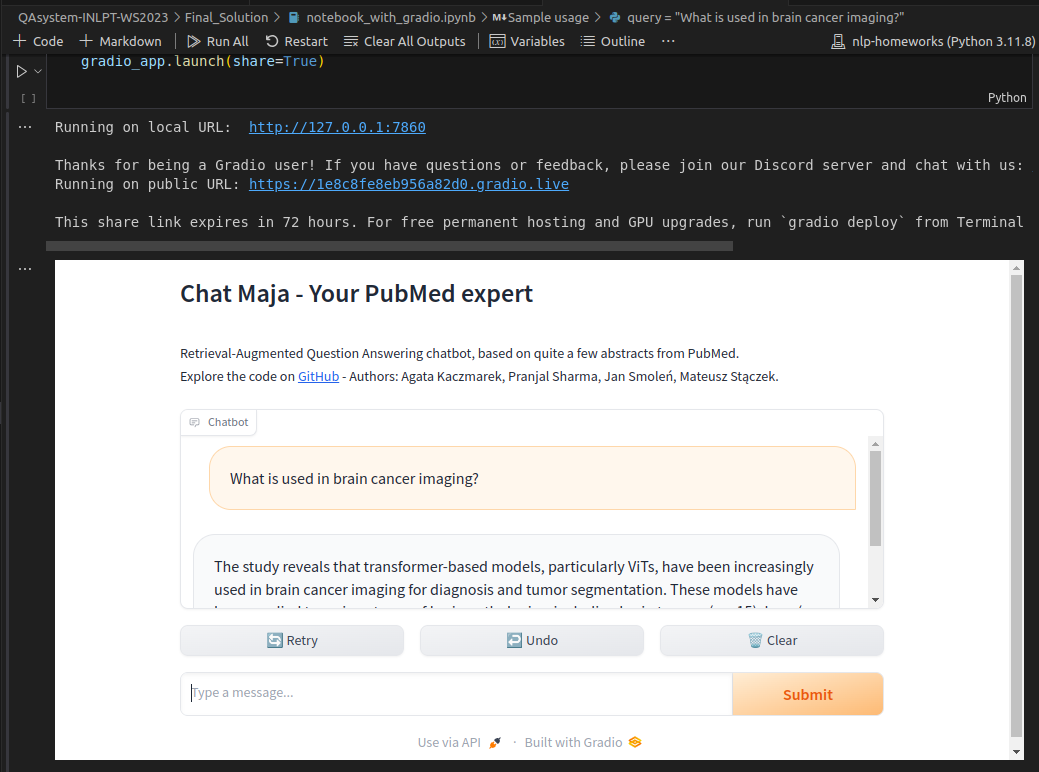 QAsystem-INLPT-WS2023 > Final_Solution > notebook_with_gradio.ipynb > M↓Sample usage > query = "What is used in brain cancer imaging?"
+ Code + Markdown Run All Restart Clear All Outputs Variables Outline ... nlp-homeworks (Python 3.11.8)
gradio_app.launch(share=True)
[ ]
Python
Running on local URL: http://127.0.0.1:7860
Thanks for being a Gradio user! If you have questions or feedback, please join our Discord server and chat with us:
Running on public URL: https://1e8c8fe8eb956a82d0.gradio.live
This share link expires in 72 hours. For free permanent hosting and GPU upgrades, run `gradio deploy` from Terminal
Chat Maja - Your PubMed expert
Retrieval-Augmented Question Answering chatbot, based on quite a few abstracts from PubMed.
Explore the code on GitHub - Authors: Agata Kaczmarek, Pranjal Sharma, Jan Smoleń, Mateusz Stączek.
Chatbot
What is used in brain cancer imaging?
The study reveals that transformer-based models, particularly ViTs, have been increasingly
used in brain cancer imaging for diagnosis and tumor segmentation. These models have
Retry Undo Clear
Type a message...
Submit
Use via API · Built with Gradio